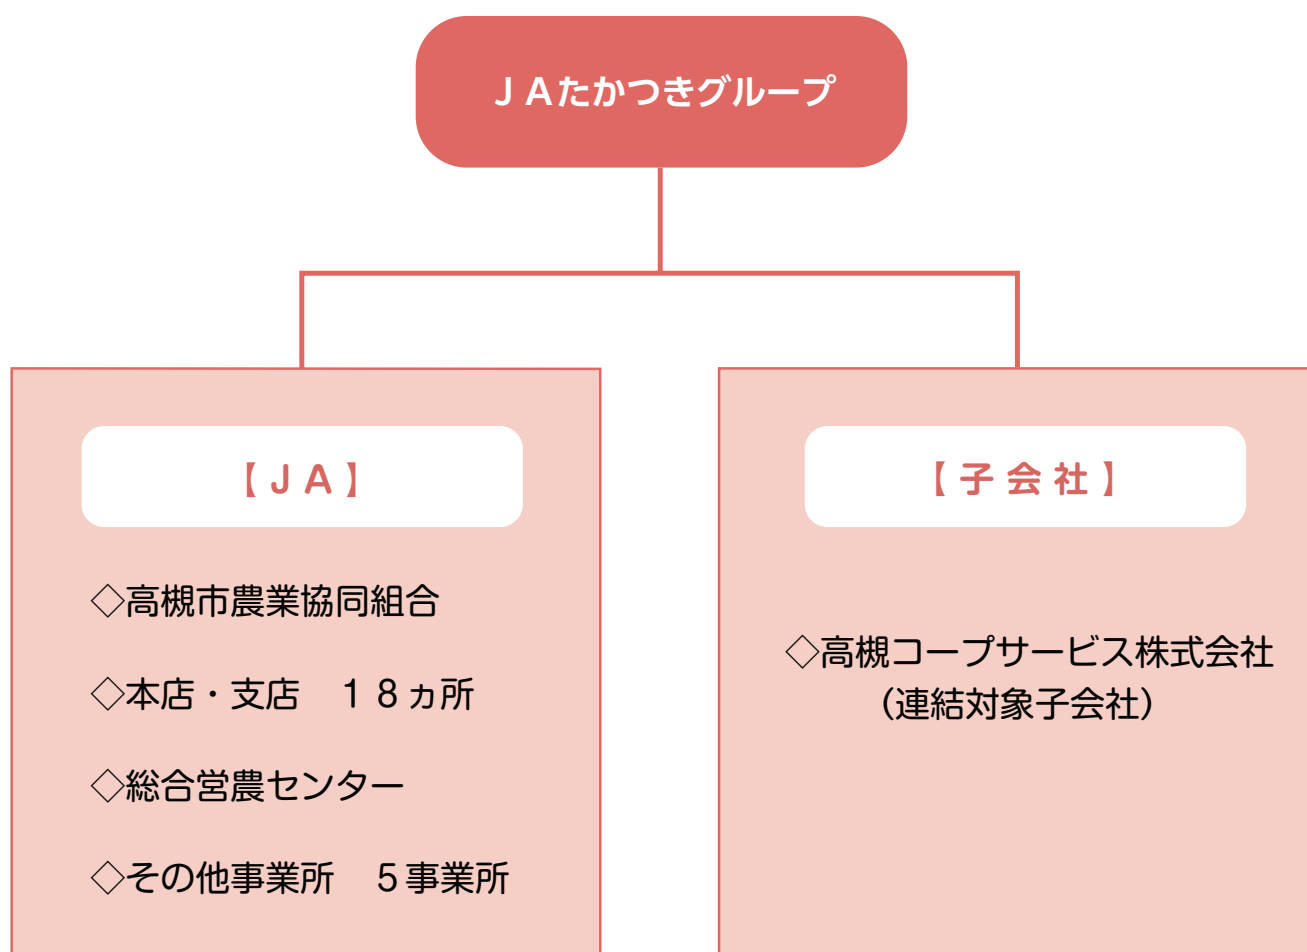 ＪＡたかつきグループ
【ＪＡ】
◇高槻市農業協同組合
◇本店・支店　１８ヵ所
◇総合営農センター
◇その他事業所　５事業所
【子会社】
◇高槻コープサービス株式会社
（連結対象子会社）